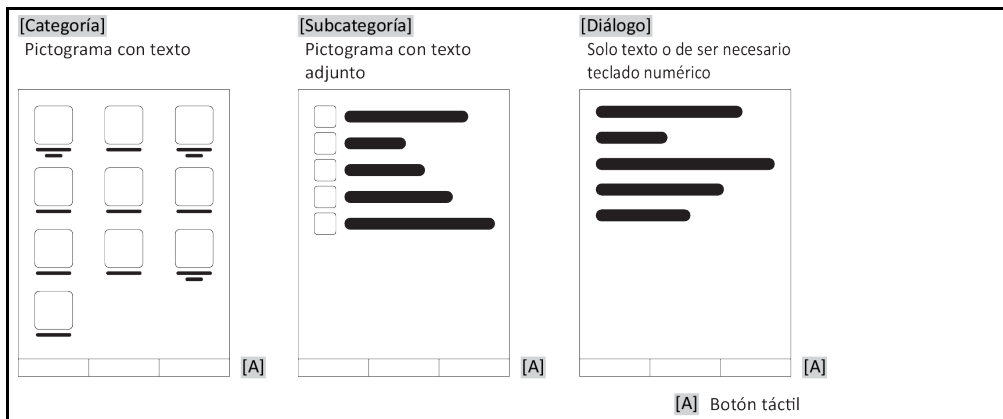 [Categoría]
Pictograma con texto
[Subcategoría]
Pictograma con texto
adjunto
[Diálogo]
Solo texto o de ser necesario
teclado numérico
[A]
[A]
[A]
[A] Botón táctil